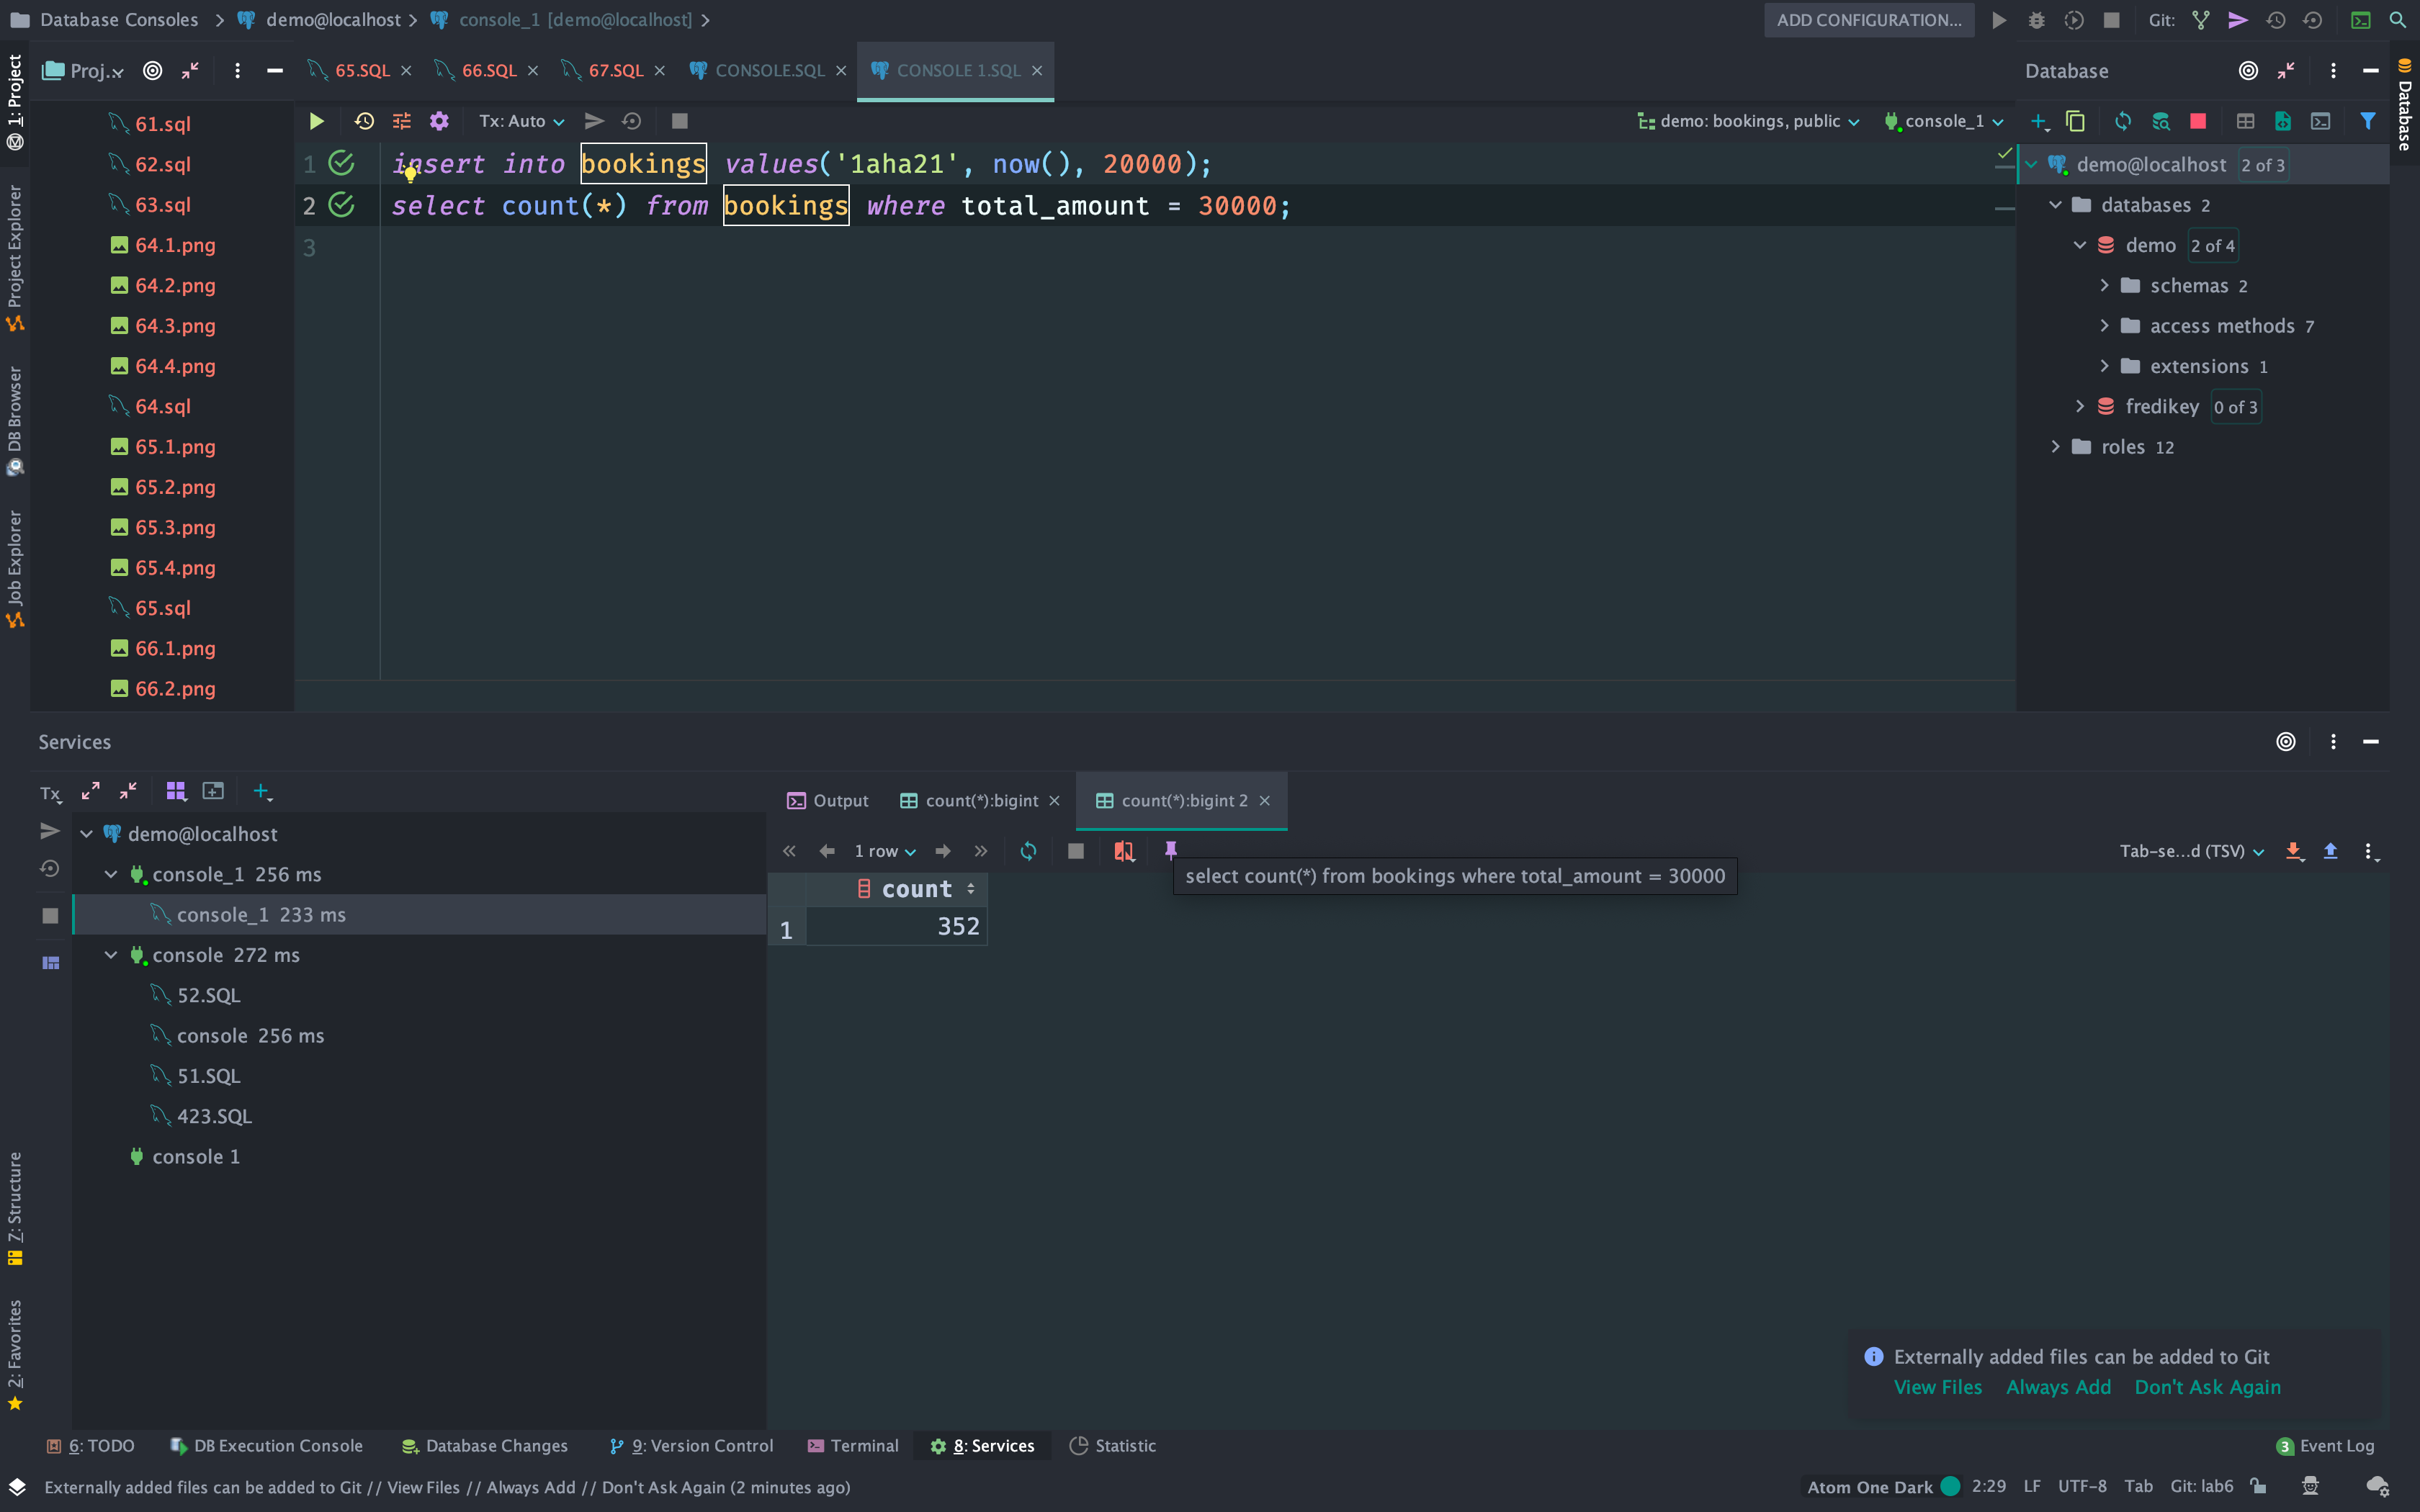 Database Consoles
demo@localhost
console_1 [demo@localhost]
ADD CONFIGURATION...
Git:
1: Project
Project Explorer
DB Browser
Job Explorer
7: Structure
2: Favorites
Proj...
65.SQL
66.SQL
67.SQL
CONSOLE.SQL
CONSOLE 1.SQL
61.sql
62.sql
63.sql
64.1.png
64.2.png
64.3.png
64.4.png
64.sql
65.1.png
65.2.png
65.3.png
65.4.png
65.sql
66.1.png
66.2.png
Tx: Auto
demo: bookings, public
console_1
1 insert into bookings values('1aha21', now(), 20000);
2 select count(*) from bookings where total_amount = 30000;
3
Database
Database
demo@localhost 2 of 3
databases 2
demo 2 of 4
schemas 2
access methods 7
extensions 1
fredikey 0 of 3
roles 12
Services
Tx
demo@localhost
console_1 256 ms
console_1 233 ms
console 272 ms
52.SQL
console 256 ms
51.SQL
423.SQL
console 1
Output
count(*):bigint
count(*):bigint 2
1 row
Tab-se...d (TSV)
select count(*) from bookings where total_amount = 30000
count
1 352
Externally added files can be added to Git
View Files Always Add Don't Ask Again
6: TODO
DB Execution Console
Database Changes
9: Version Control
Terminal
8: Services
Statistic
3 Event Log
Externally added files can be added to Git // View Files // Always Add // Don't Ask Again (2 minutes ago)
Atom One Dark
2:29
LF
UTF-8
Tab
Git: lab6